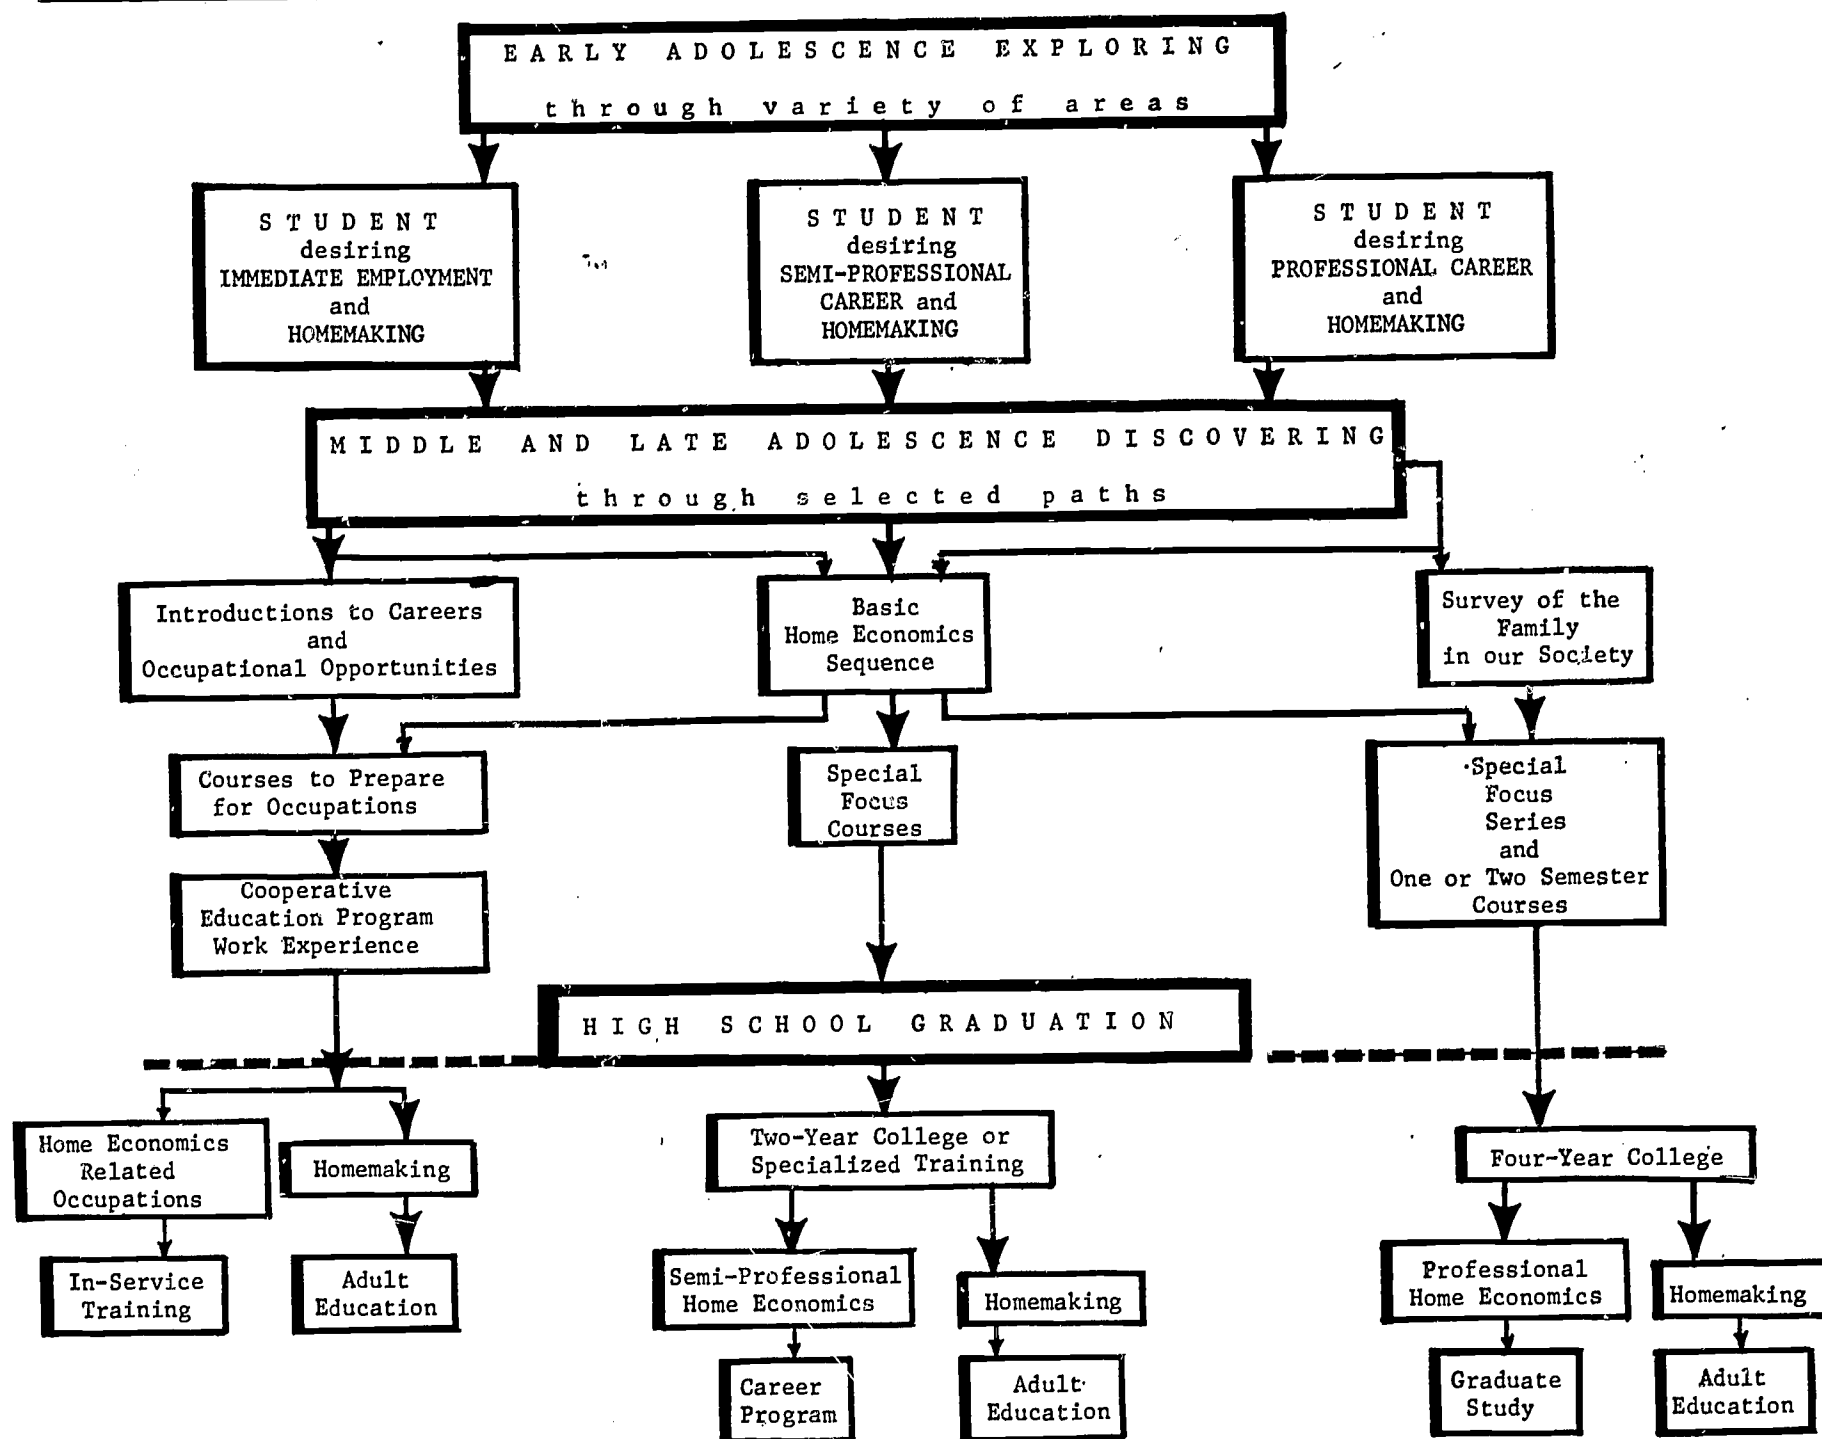 EARLY ADOLESCENCE EXPLORING
through variety of areas
STUDENT
desiring
IMMEDIATE EMPLOYMENT
and
HOMEMAKING
STUDENT
desiring
SEMI-PROFESSIONAL
CAREER and
HOMEMAKING
STUDENT
desiring
PROFESSIONAL CAREER
and
HOMEMAKING
MIDDLE AND LATE ADOLESCENCE DISCOVERING
through selected paths
Introductions to Careers
and
Occupational Opportunities
Basic
Home Economics
Sequence
Survey of the
Family
in our Society
Courses to Prepare
for Occupations
Special
Focus
Courses
Special
Focus
Series
and
One or Two Semester
Courses
Cooperative
Education Program
Work Experience
HIGH SCHOOL GRADUATION
Home Economics
Related
Occupations
Homemaking
Two-Year College or
Specialized Training
Four-Year College
In-Service
Training
Adult
Education
Semi-Professional
Home Economics
Homemaking
Professional
Home Economics
Homemaking
Career
Program
Adult
Education
Graduate
Study
Adult
Education